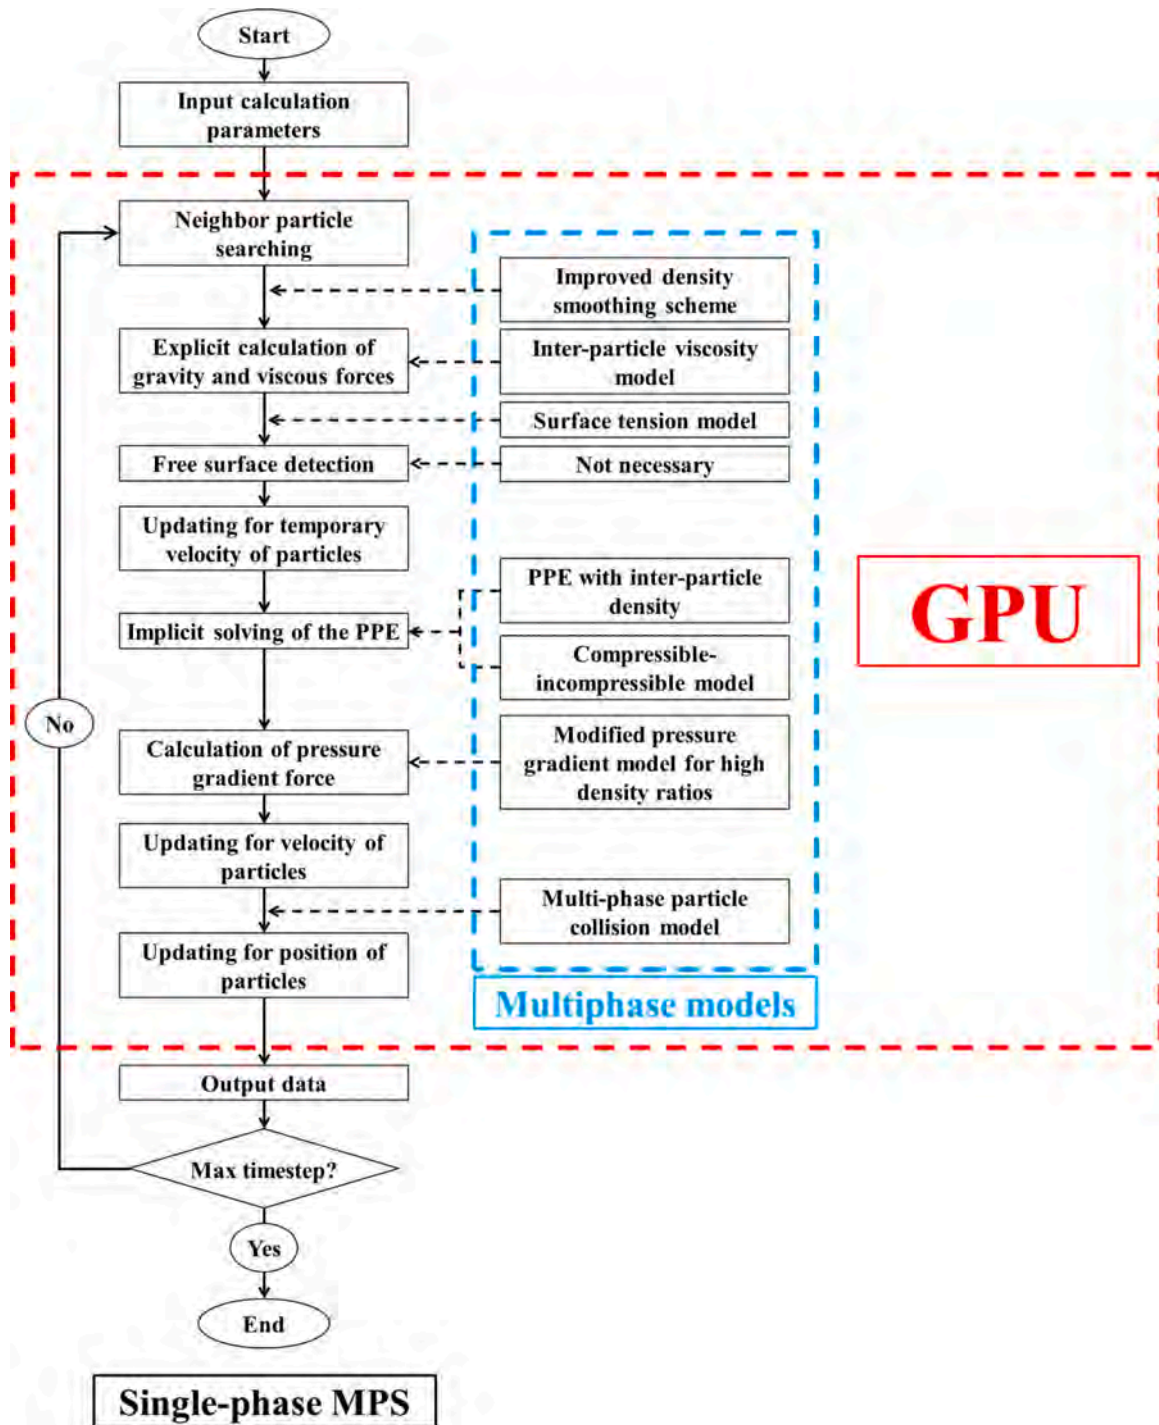 Start
Input calculation
parameters
Neighbor particle
searching
Improved density
smoothing scheme
Explicit calculation of
gravity and viscous forces
Inter-particle viscosity
model
Surface tension model
Free surface detection
Not necessary
Updating for temporary
velocity of particles
PPE with inter-particle
density
Implicit solving of the PPE
Compressible-
incompressible model
GPU
No
Calculation of pressure
gradient force
Modified pressure
gradient model for high
density ratios
Updating for velocity of
particles
Multi-phase particle
collision model
Updating for position of
particles
Multiphase models
Output data
Max timestep?
Yes
End
Single-phase MPS